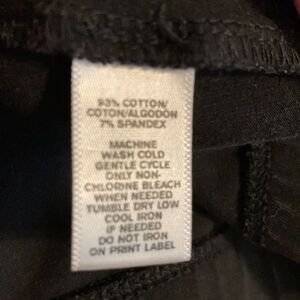 93% COTTON/
COTON/ALGODÓN
7% SPANDEX
MACHINE
WASH COLD
GENTLE CYCLE
ONLY NON-
CHLORINE BLEACH
WHEN NEEDED
TUMBLE DRY LOW
COOL IRON
IF NEEDED
DO NOT IRON
ON PRINT LABEL